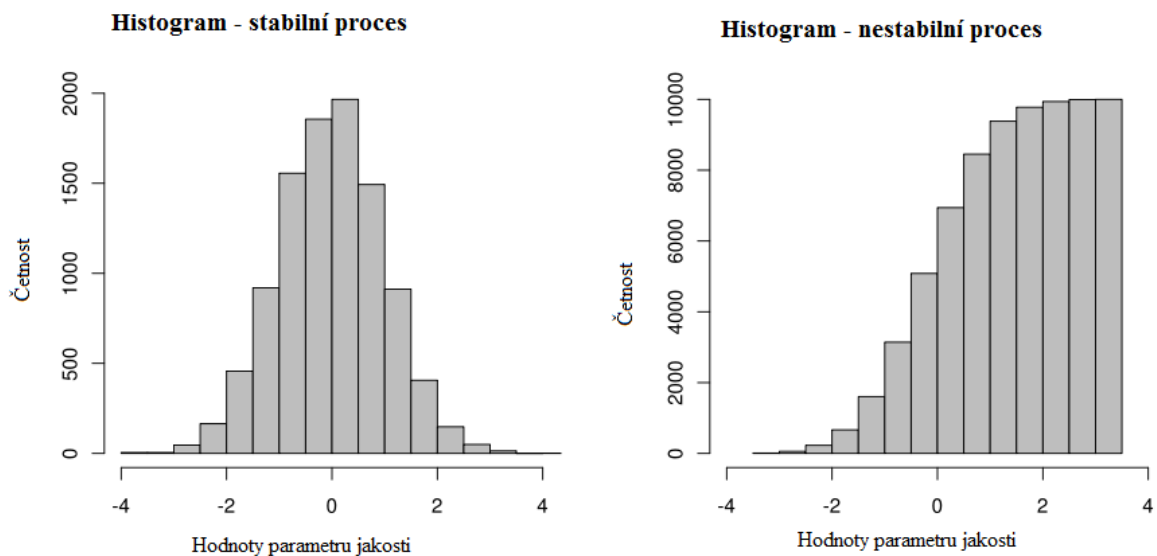 Histogram - stabilní proces
2000
1500
1000
500
0
Četnost
-4 -2 0 2 4
Hodnoty parametru jakosti
Histogram - nestabilní proces
10000
8000
6000
4000
2000
0
Četnost
-4 -2 0 2 4
Hodnoty parametru jakosti